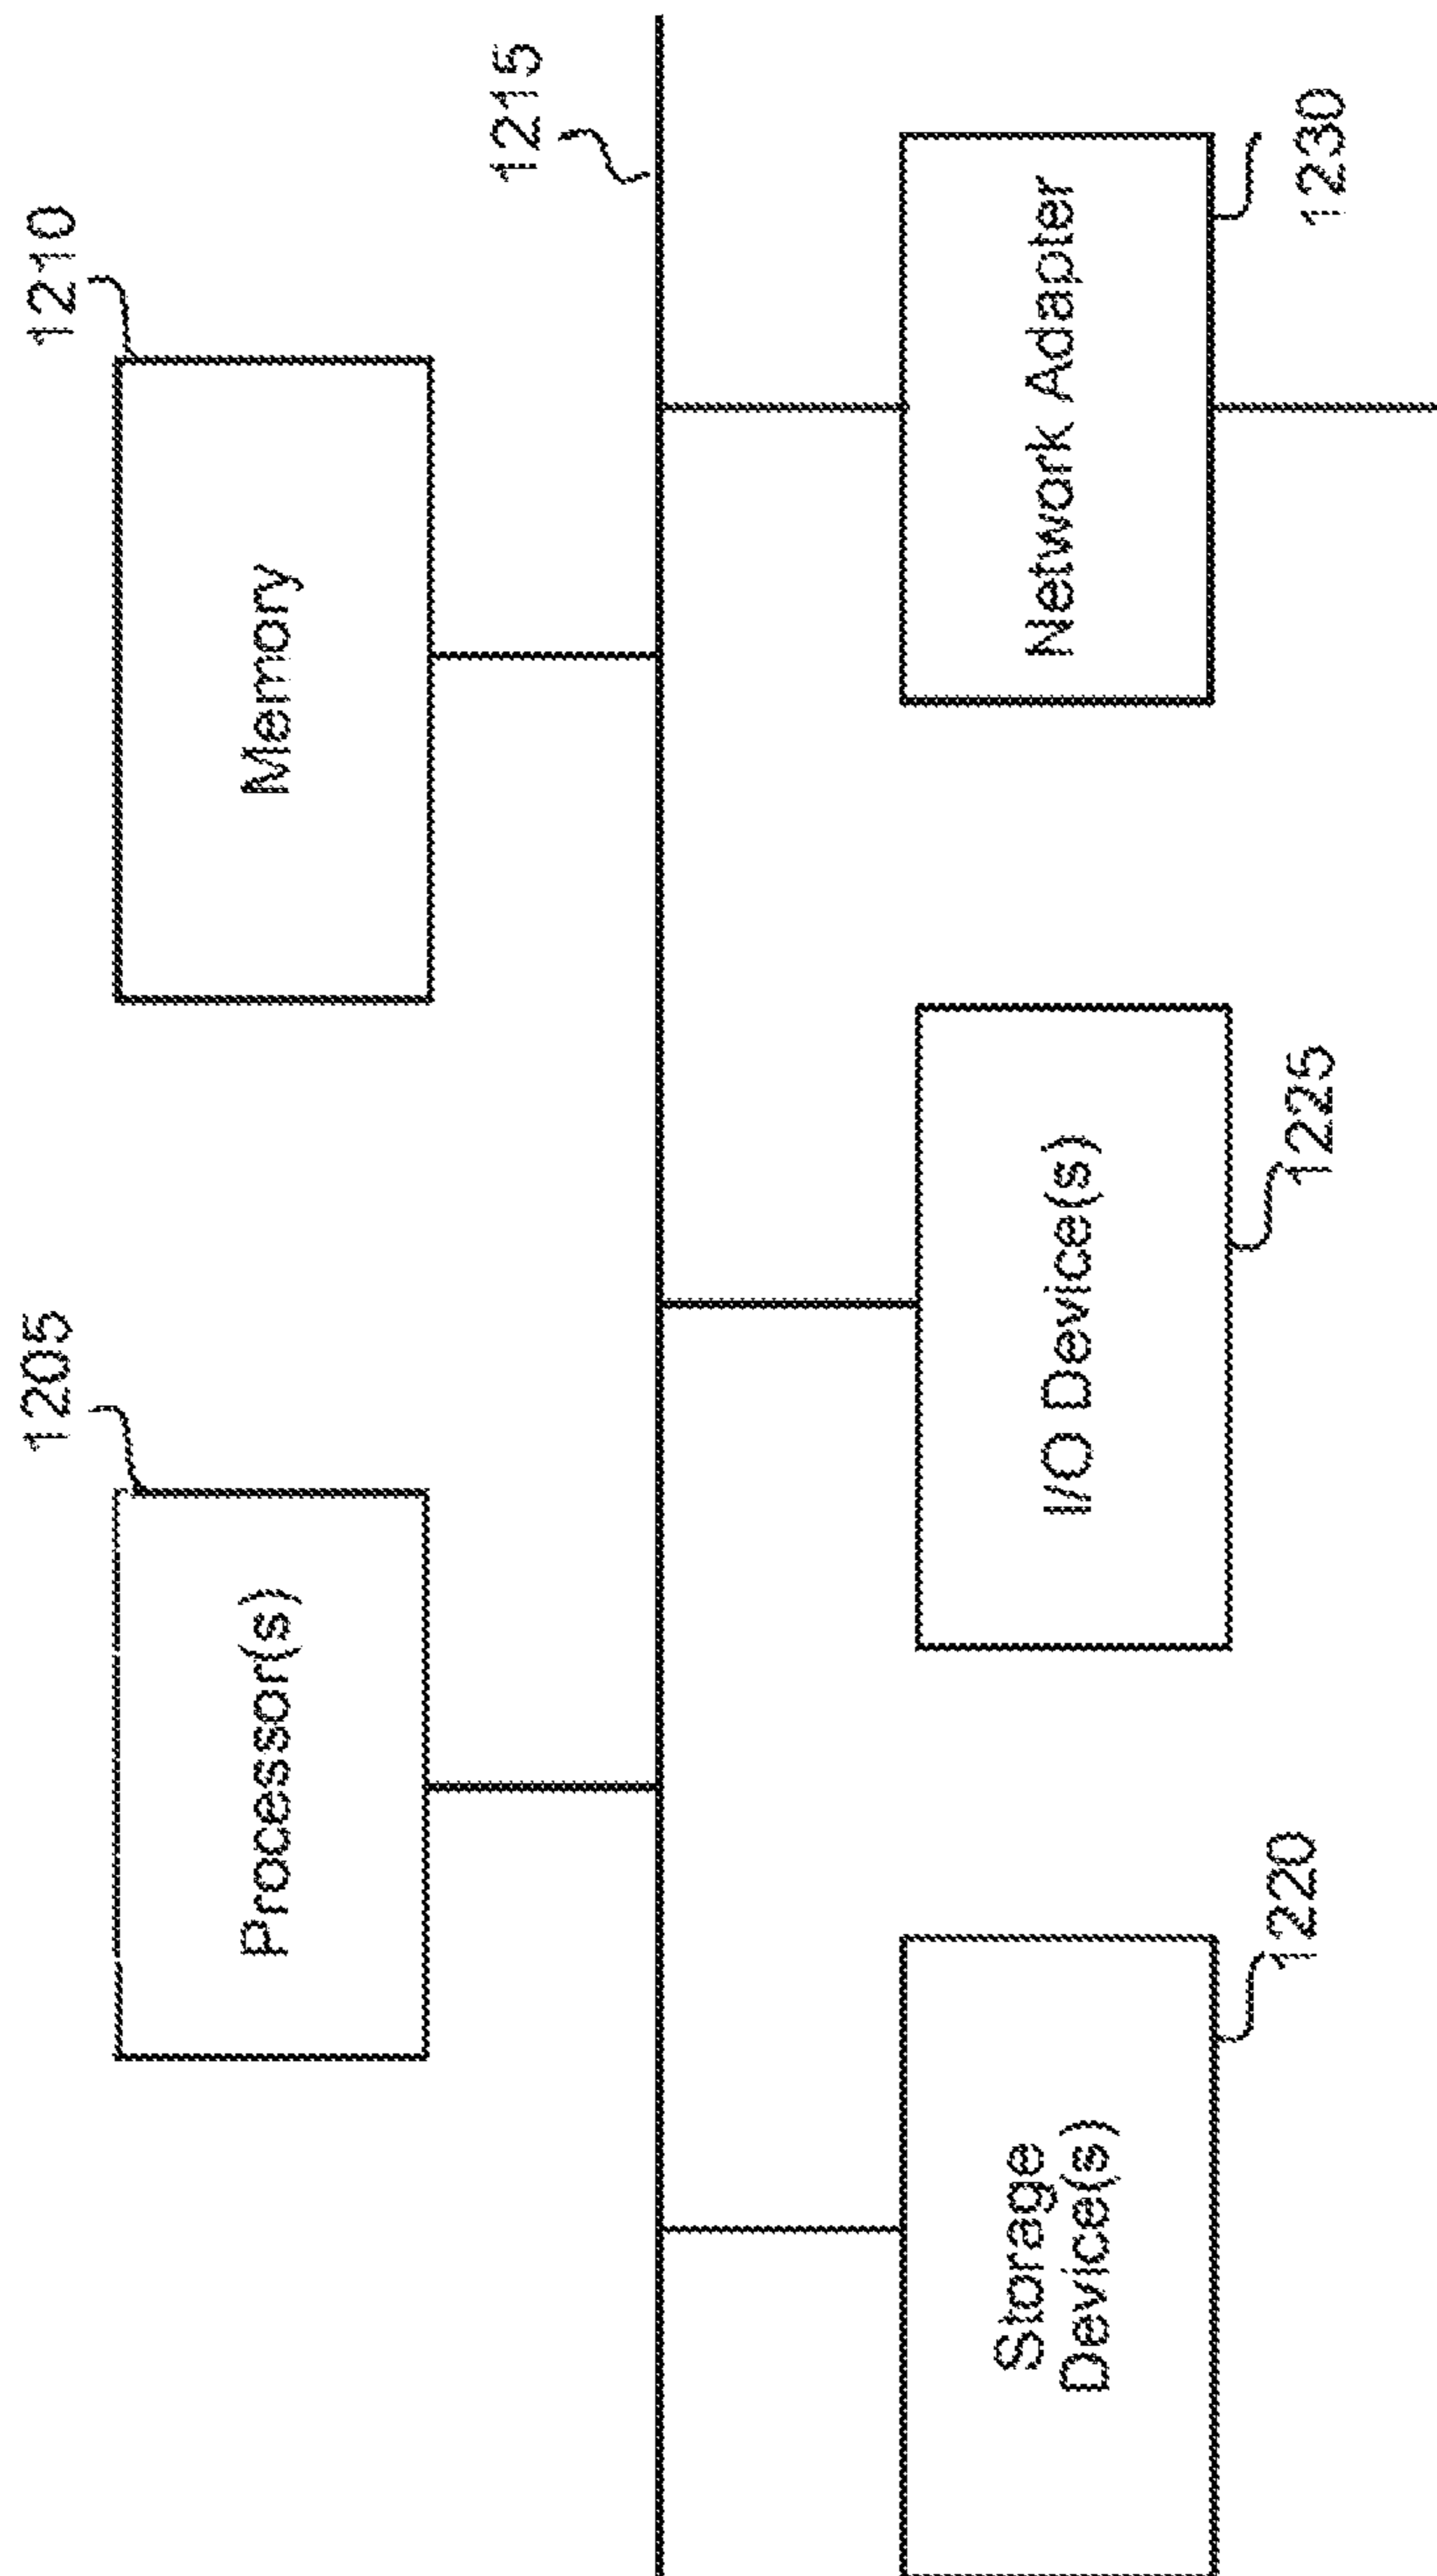 1205
1210
Processor(s)
Memory
1215
Storage
Device(s)
I/O Device(s)
Network Adapter
1220
1225
1230